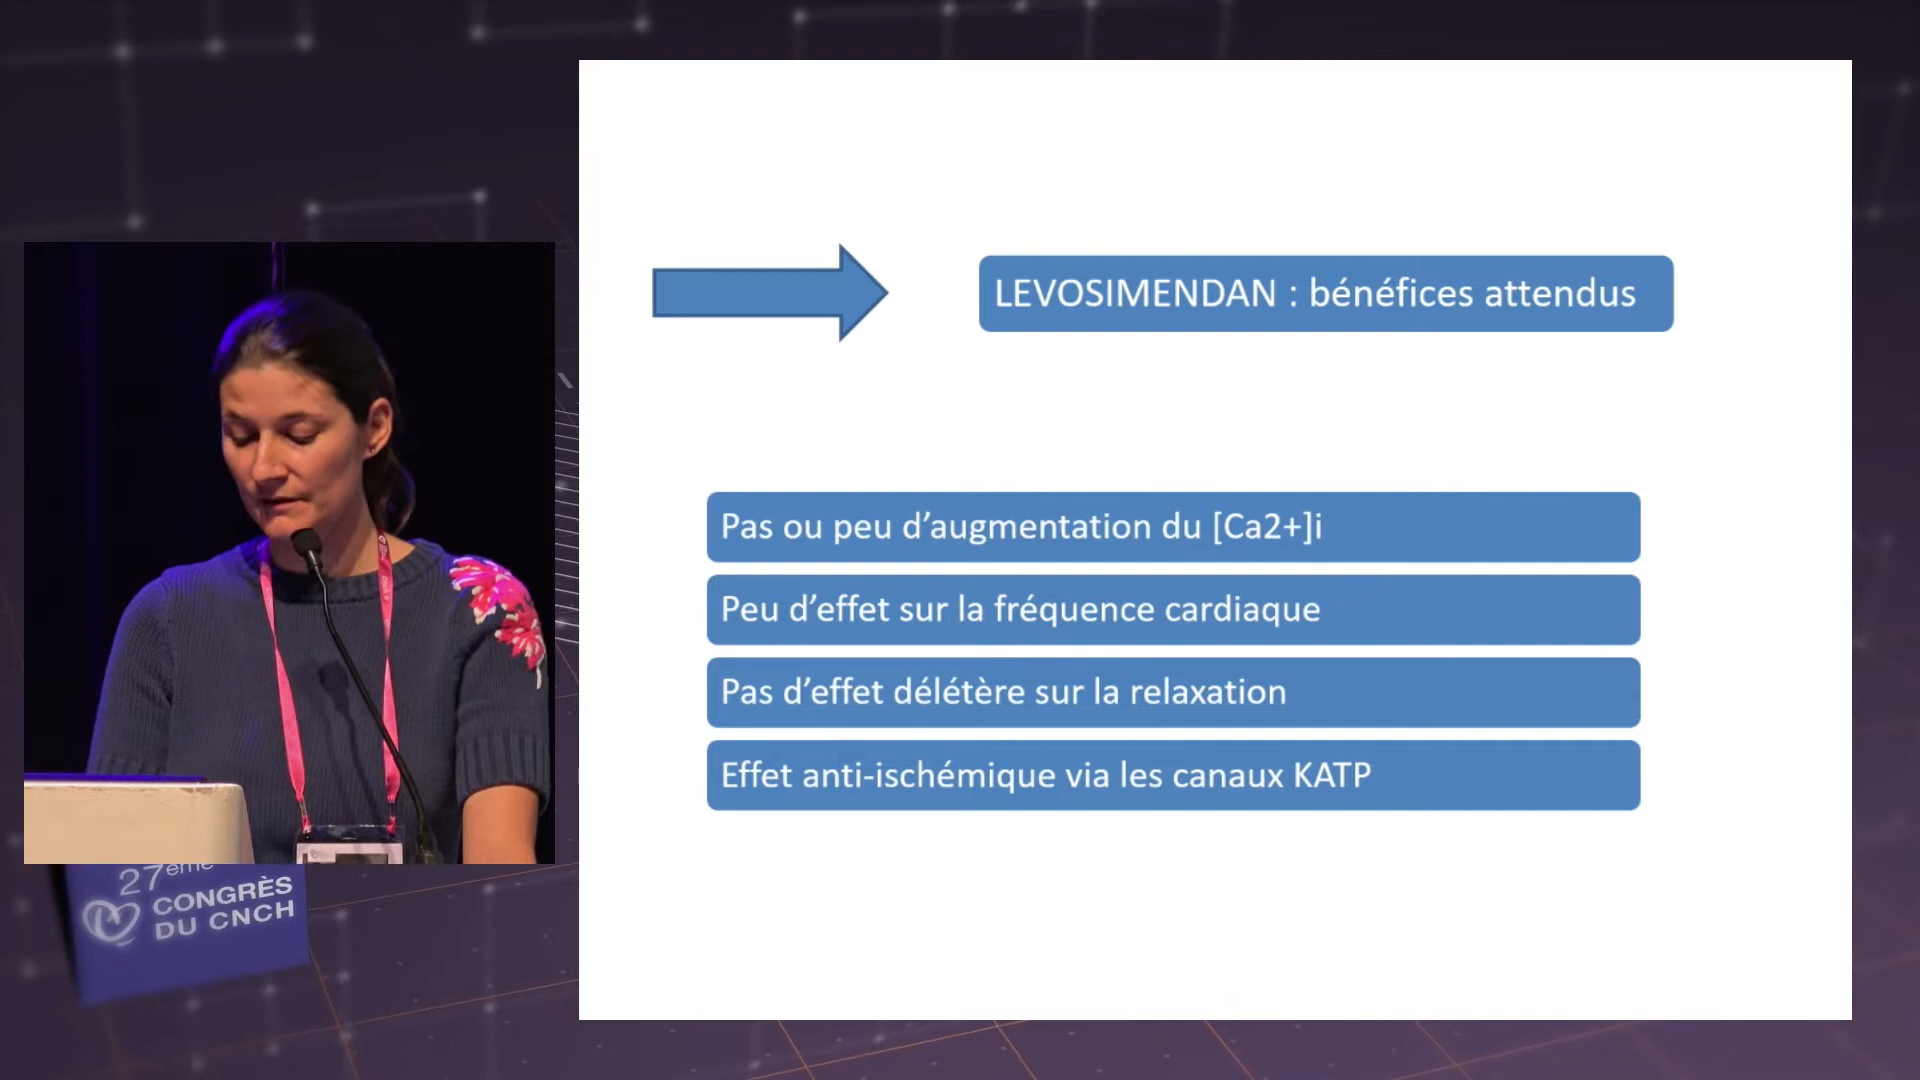 LEVOSIMENDAN : bénéfices attendus
Pas ou peu d’augmentation du [Ca2+]i
Peu d’effet sur la fréquence cardiaque
Pas d’effet délétère sur la relaxation
Effet anti-ischémique via les canaux KATP
27ème
CONGRÈS
DU CNCH